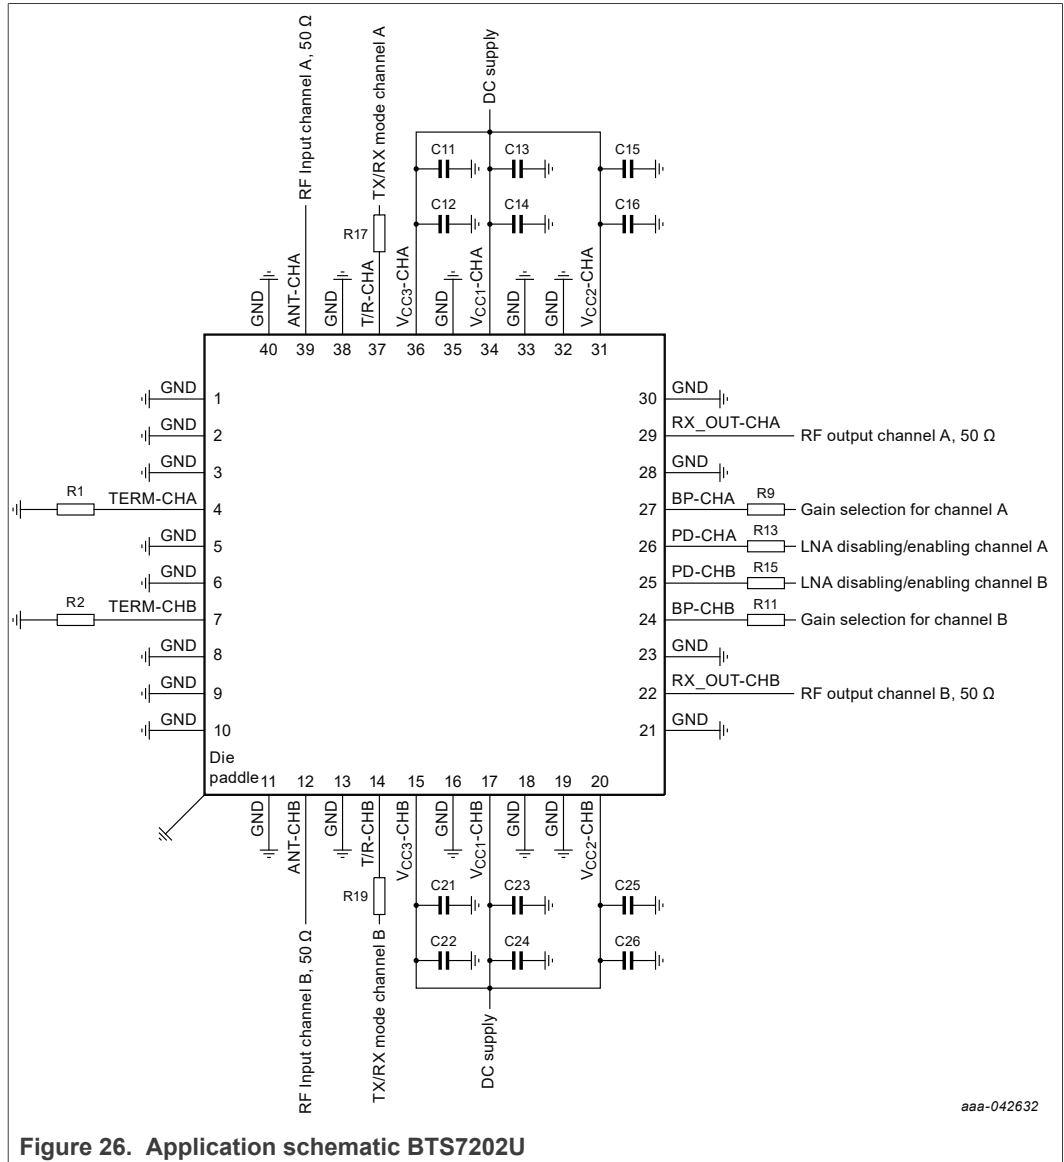 RF Input channel A, 50 Ω
TX/RX mode channel A
DC supply
C11
C13
C15
C12
C14
C16
R17
GND
ANT-CHA
GND
T/R-CHA
VCC3-CHA
GND
VCC1-CHA
GND
GND
VCC2-CHA
40 39 38 37 36 35 34 33 32 31
GND 1
GND 2
GND 3
R1 TERM-CHA 4
GND 5
GND 6
R2 TERM-CHB 7
GND 8
GND 9
GND 10
30 GND
29 RX_OUT-CHA RF output channel A, 50 Ω
28 GND
27 BP-CHA R9 Gain selection for channel A
26 PD-CHA R13 LNA disabling/enabling channel A
25 PD-CHB R15 LNA disabling/enabling channel B
24 BP-CHB R11 Gain selection for channel B
23 GND
22 RX_OUT-CHB RF output channel B, 50 Ω
21 GND
Die
paddle
11 12 13 14 15 16 17 18 19 20
GND
ANT-CHB
GND
T/R-CHB
VCC3-CHB
GND
VCC1-CHB
GND
GND
VCC2-CHB
R19
C21
C23
C25
C22
C24
C26
RF Input channel B, 50 Ω
TX/RX mode channel B
DC supply
aaa-042632
Figure 26. Application schematic BTS7202U